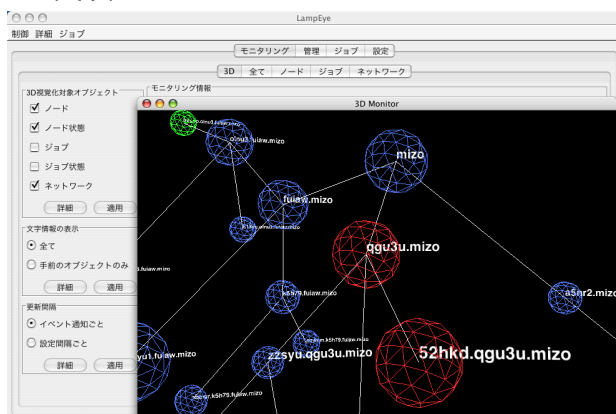 LampEye
制御 詳細 ジョブ
モニタリング 管理 ジョブ 設定
3D 全て ノード ジョブ ネットワーク
3D視覚化対象オブジェクト
モニタリング情報
3D Monitor
ノード
ノード状態
ジョブ
ジョブ状態
ネットワーク
詳細 適用
文字情報の表示
全て
手前のオブジェクトのみ
詳細 適用
更新間隔
イベント通知ごと
設定間隔ごと
詳細 適用
olnu3.fuiaw.mizo
mizo
fuiaw.mizo
qgu3u.mizo
a5nr2.mizo
k5h79.fuiaw.mizo
z2syu.qgu3u.mizo
52hkd.qgu3u.mizo